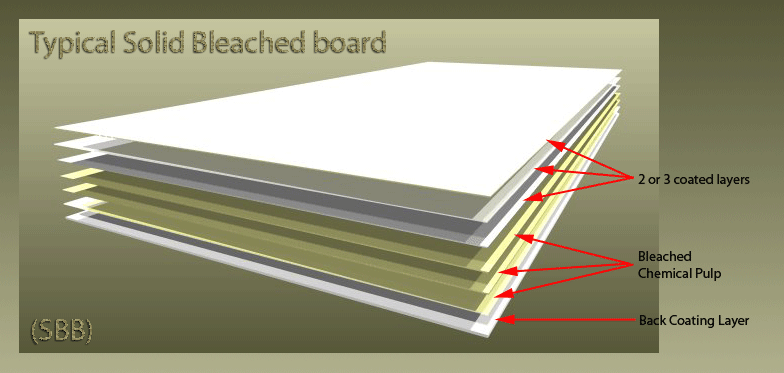 Typical Solid Bleached board
2 or 3 coated layers
Bleached
Chemical Pulp
Back Coating Layer
(SBB)